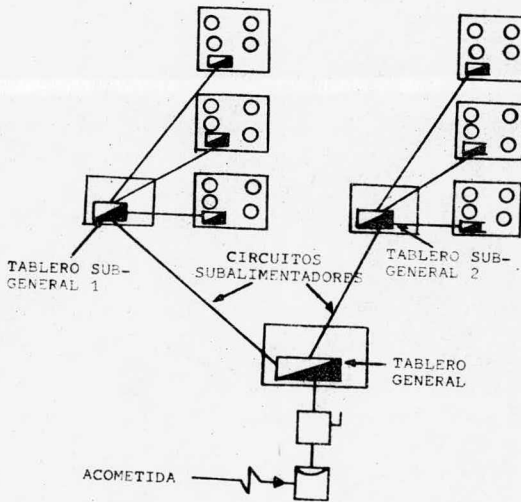 TABLERO SUB-
GENERAL 1
CIRCUITOS
SUBALIMENTADORES
TABLERO SUB-
GENERAL 2
TABLERO
GENERAL
ACOMETIDA